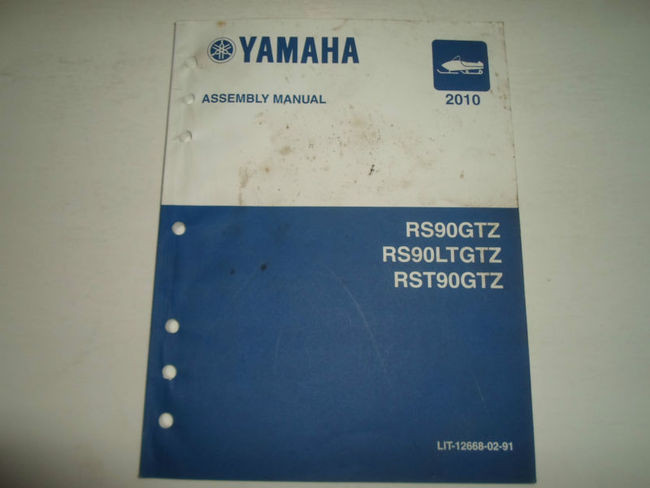 YAMAHA
ASSEMBLY MANUAL
2010
RS90GTZ
RS90LTGTZ
RST90GTZ
LIT-12668-02-91